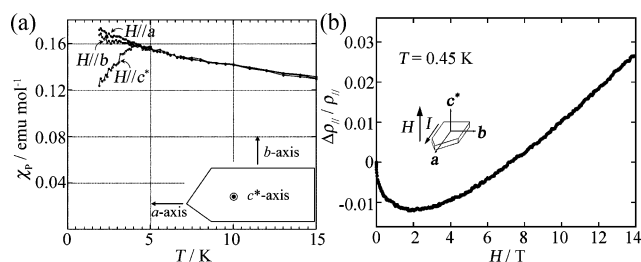 (a)
χP / emu mol⁻¹
0.16
0.12
0.08
0.04
H//a
H//b
H//c*
b-axis
a-axis
c*-axis
0 5 10 15
T / K
(b)
Δρ// / ρ//
0.03
0.02
0.01
0
-0.01
T = 0.45 K
c*
H
I
b
a
0 2 4 6 8 10 12 14
H / T